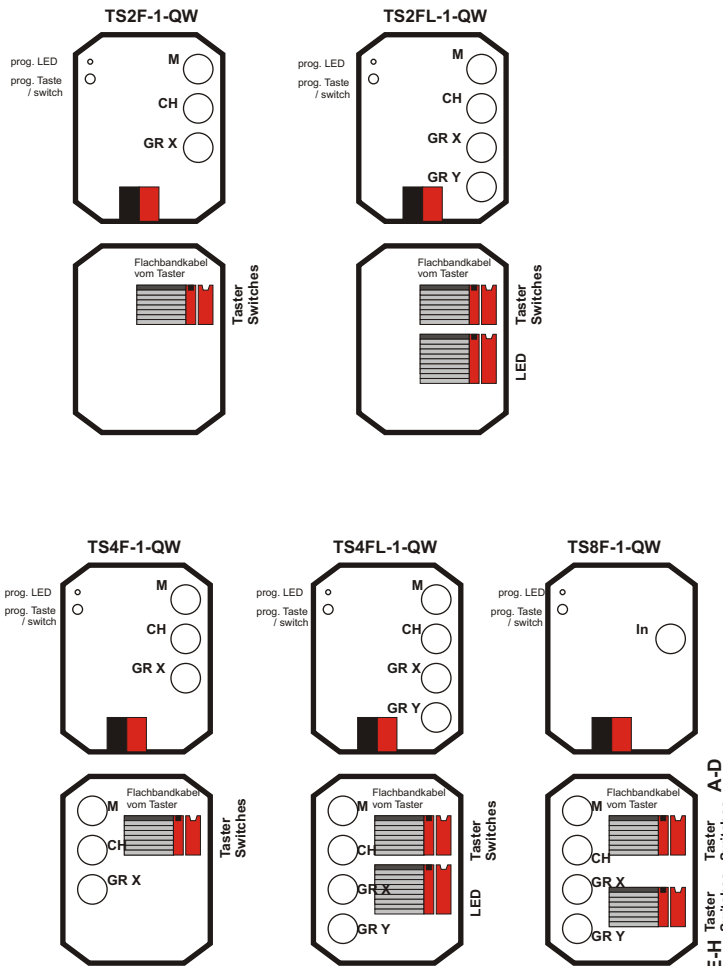 TS2F-1-QW
prog. LED
prog. Taste
/ switch
M
CH
GR X
Flachbandkabel
vom Taster
Taster
Switches
TS2FL-1-QW
prog. LED
prog. Taste
/ switch
M
CH
GR X
GR Y
Flachbandkabel
vom Taster
Taster
Switches
LED
TS4F-1-QW
prog. LED
prog. Taste
/ switch
M
CH
GR X
M
CH
GR X
Flachbandkabel
vom Taster
Taster
Switches
TS4FL-1-QW
prog. LED
prog. Taste
/ switch
M
CH
GR X
GR Y
M
CH
GR X
GR Y
Flachbandkabel
vom Taster
Taster
Switches
LED
TS8F-1-QW
prog. LED
prog. Taste
/ switch
In
M
CH
GR X
GR Y
Flachbandkabel
vom Taster
Taster
Switches
A-D
Taster
Switches
E-H